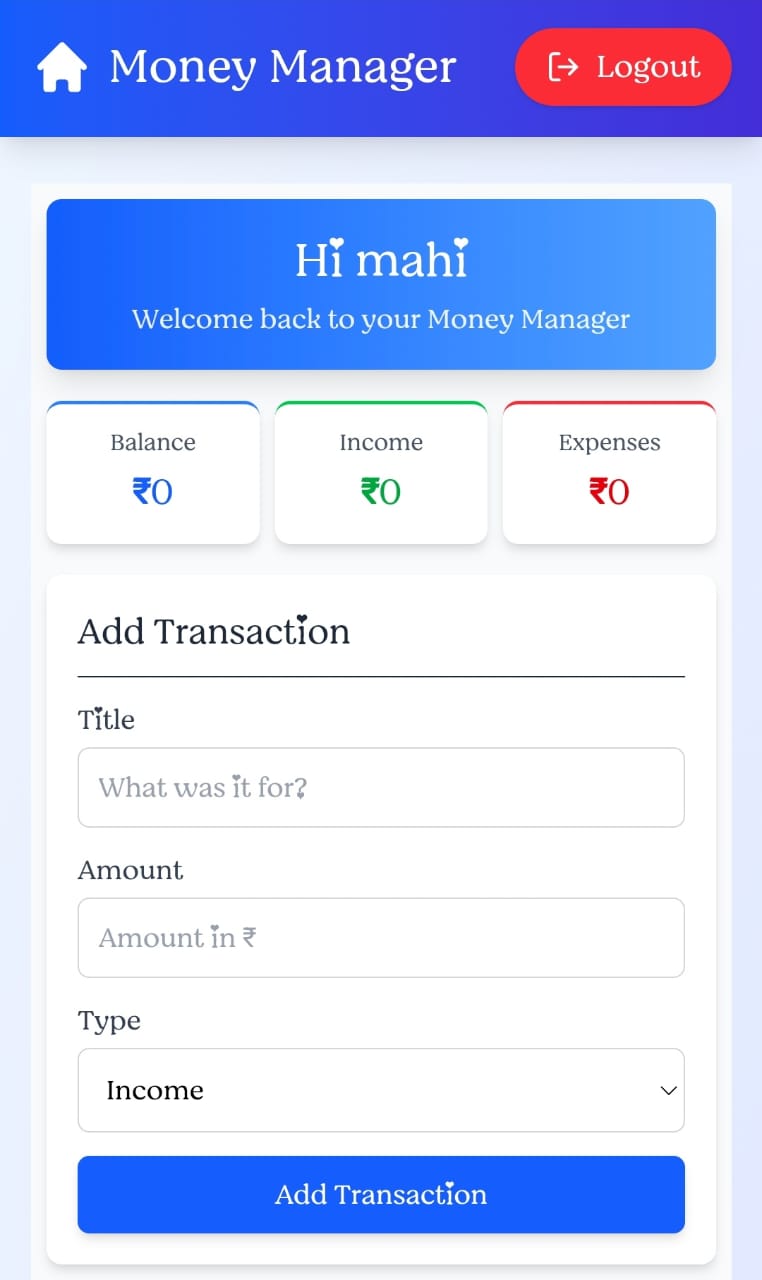 Money Manager
Logout
Hi mahi
Welcome back to your Money Manager
Balance
Income
Expenses
₹0
₹0
₹0
Add Transaction
Title
What was it for?
Amount
Amount in ₹
Type
Income
Add Transaction